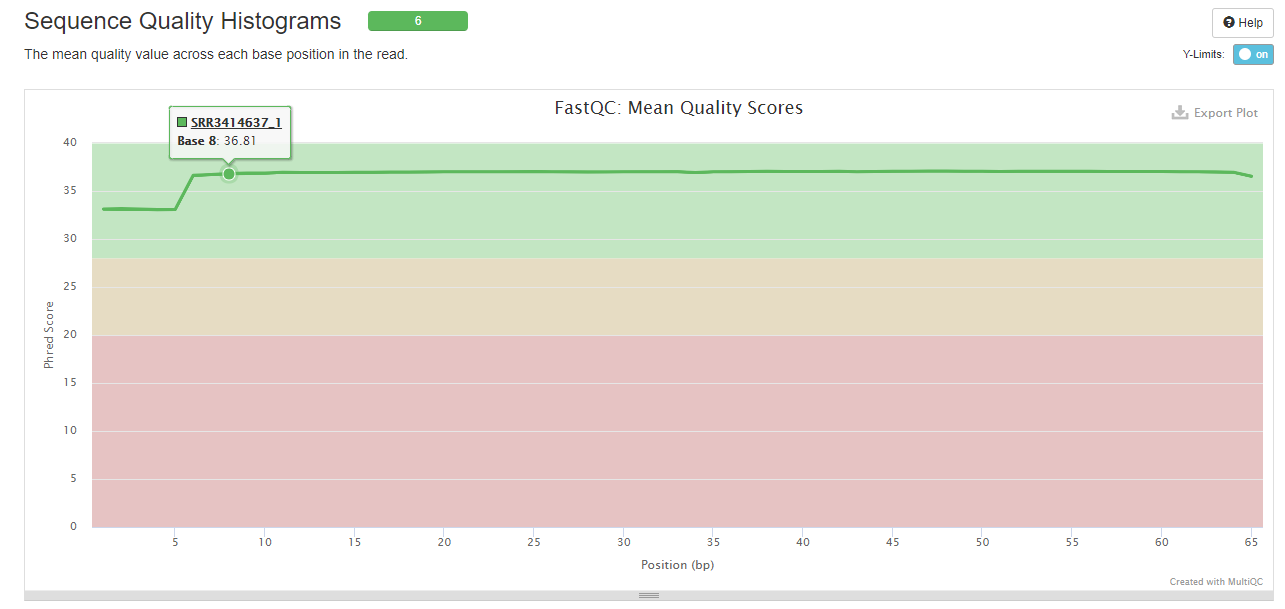 Sequence Quality Histograms
6
Help
The mean quality value across each base position in the read.
Y-Limits: on
FastQC: Mean Quality Scores
Export Plot
SRR3414637_1
Base 8: 36.81
Phred Score
40
35
30
25
20
15
10
5
0
5 10 15 20 25 30 35 40 45 50 55 60 65
Position (bp)
Created with MultiQC